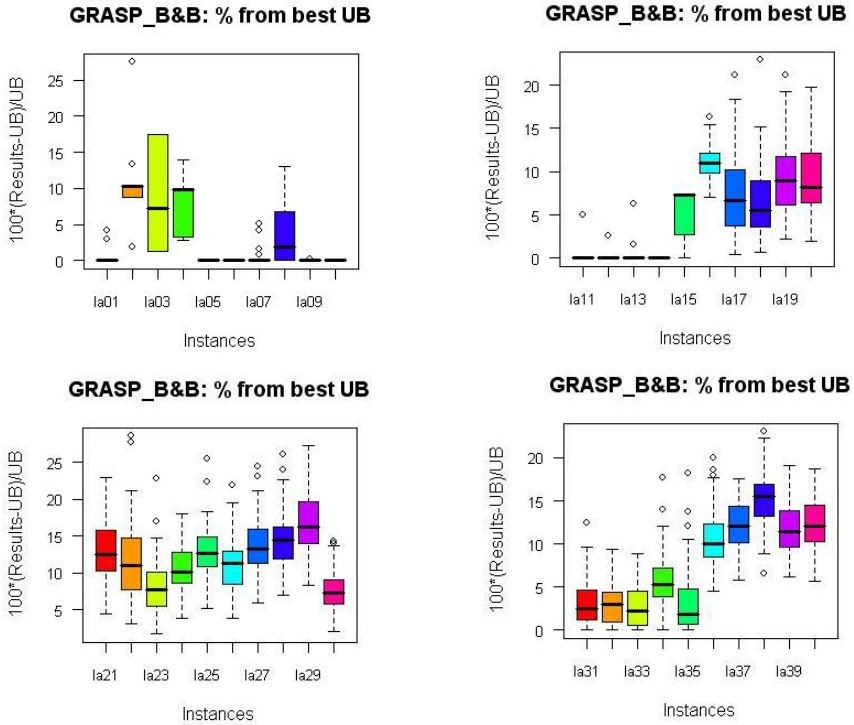 GRASP_B&B: % from best UB
100*(Results-UB)/UB
25
20
15
10
5
0
la01 la03 la05 la07 la09
Instances
GRASP_B&B: % from best UB
100*(Results-UB)/UB
20
15
10
5
0
la11 la13 la15 la17 la19
Instances
GRASP_B&B: % from best UB
100*(Results-UB)/UB
25
20
15
10
5
la21 la23 la25 la27 la29
Instances
GRASP_B&B: % from best UB
100*(Results-UB)/UB
20
15
10
5
0
la31 la33 la35 la37 la39
Instances